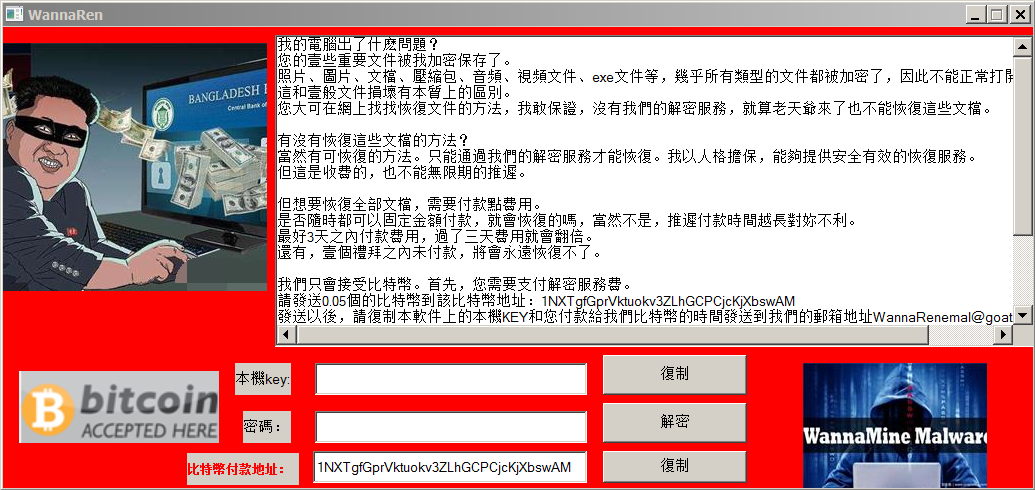 WannaRen
BANGLADESH
Central Bank of
我的電腦出了什麽問題？
您的壹些重要文件被我加密保存了。
照片、圖片、文檔、壓縮包、音頻、視頻文件、exe文件等，幾乎所有類型的文件都被加密了，因此不能正常打開
這和壹般文件損壞有本質上的區別。
您大可在網上找找恢復文件的方法，我敢保證，沒有我們的解密服務，就算老天爺來了也不能恢復這些文檔。
有沒有恢復這些文檔的方法？
當然有可恢復的方法。只能通過我們的解密服務才能恢復。我以人格擔保，能夠提供安全有效的恢復服務。
但這是收費的，也不能無限期的推遲。
但想要恢復全部文檔，需要付款點費用。
是否隨時都可以固定金額付款，就會恢復的嗎，當然不是，推遲付款時間越長對妳不利。
最好3天之內付款費用，過了三天費用就會翻倍。
還有，壹個禮拜之內未付款，將會永遠恢復不了。
我們只會接受比特幣。首先，您需要支付解密服務費。
請發送0.05個的比特幣到該比特幣地址：1NXTgfGprVktuokv3ZLhGCPCjcKjXbswAM
發送以後，請復制本軟件上的本機KEY和您付款給我們比特幣的時間發送到我們的郵箱地址WannaRenemal@goat
bitcoin
ACCEPTED HERE
本機key:
復制
密碼：
解密
比特幣付款地址：
1NXTgfGprVktuokv3ZLhGCPCjcKjXbswAM
復制
WannaMine Malware